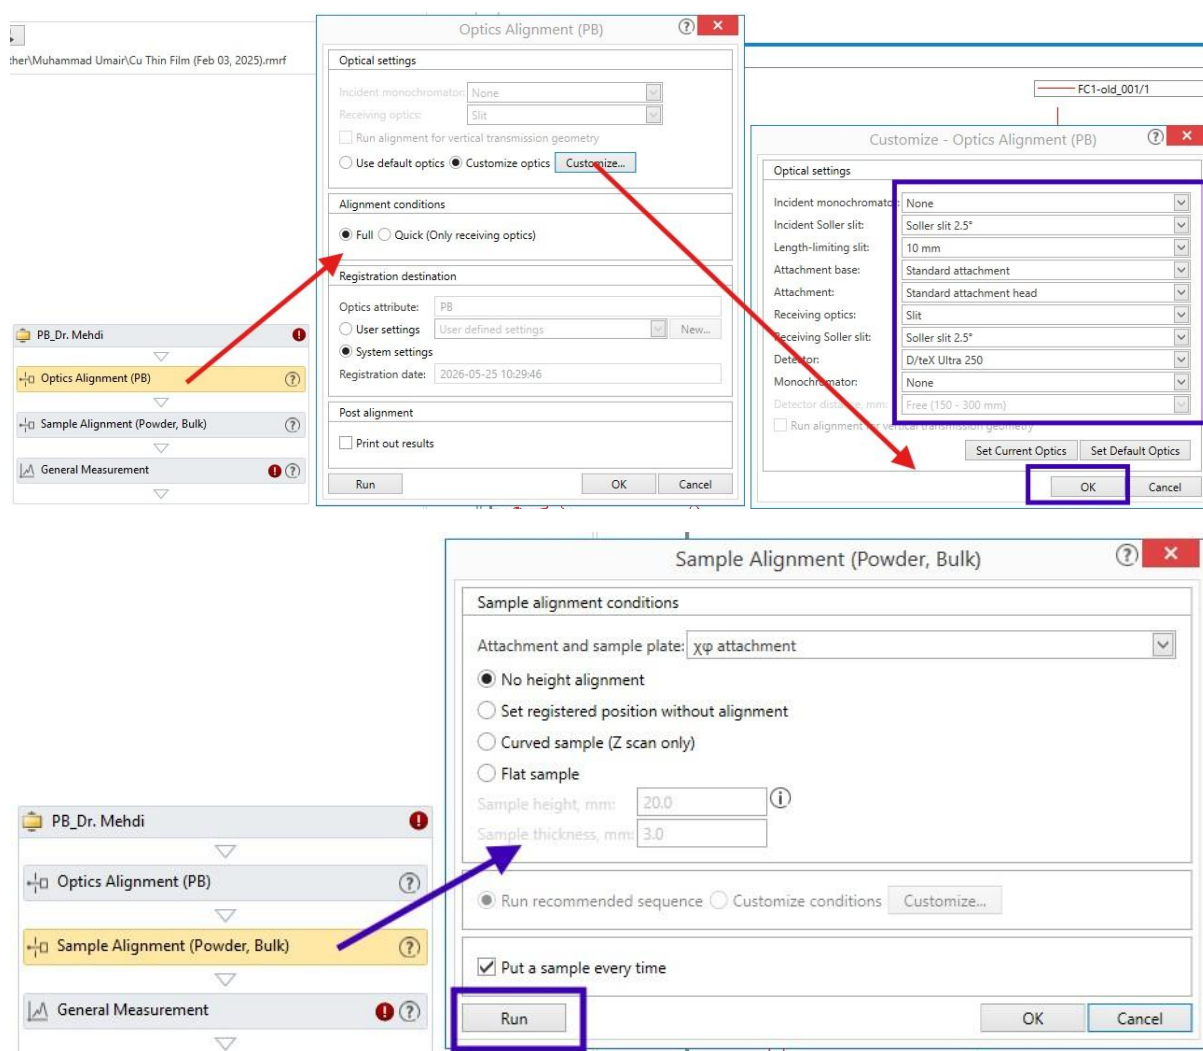 Optics Alignment (PB)
ther\Muhammad Umair\Cu Thin Film (Feb 03, 2025).rmrf
Optical settings
Incident monochromator: None
Receiving optics: Slit
Run alignment for vertical transmission geometry
Use default optics Customize optics Customize...
Alignment conditions
Full Quick (Only receiving optics)
Registration destination
Optics attribute: PB
User settings User defined settings New...
System settings
Registration date: 2026-05-25 10:29:46
Post alignment
Print out results
Run OK Cancel
PB_Dr. Mehdi
Optics Alignment (PB)
Sample Alignment (Powder, Bulk)
General Measurement
FC1-old_001/1
Customize - Optics Alignment (PB)
Optical settings
Incident monochromator: None
Incident Soller slit: Soller slit 2.5°
Length-limiting slit: 10 mm
Attachment base: Standard attachment
Attachment: Standard attachment head
Receiving optics: Slit
Receiving Soller slit: Soller slit 2.5°
Detector: D/teX Ultra 250
Monochromator: None
Detector distance, mm: Free (150 - 300 mm)
Run alignment for vertical transmission geometry
Set Current Optics Set Default Optics
OK Cancel
Sample Alignment (Powder, Bulk)
Sample alignment conditions
Attachment and sample plate: χφ attachment
No height alignment
Set registered position without alignment
Curved sample (Z scan only)
Flat sample
Sample height, mm: 20.0
Sample thickness, mm: 3.0
Run recommended sequence Customize conditions Customize...
Put a sample every time
Run OK Cancel
PB_Dr. Mehdi
Optics Alignment (PB)
Sample Alignment (Powder, Bulk)
General Measurement